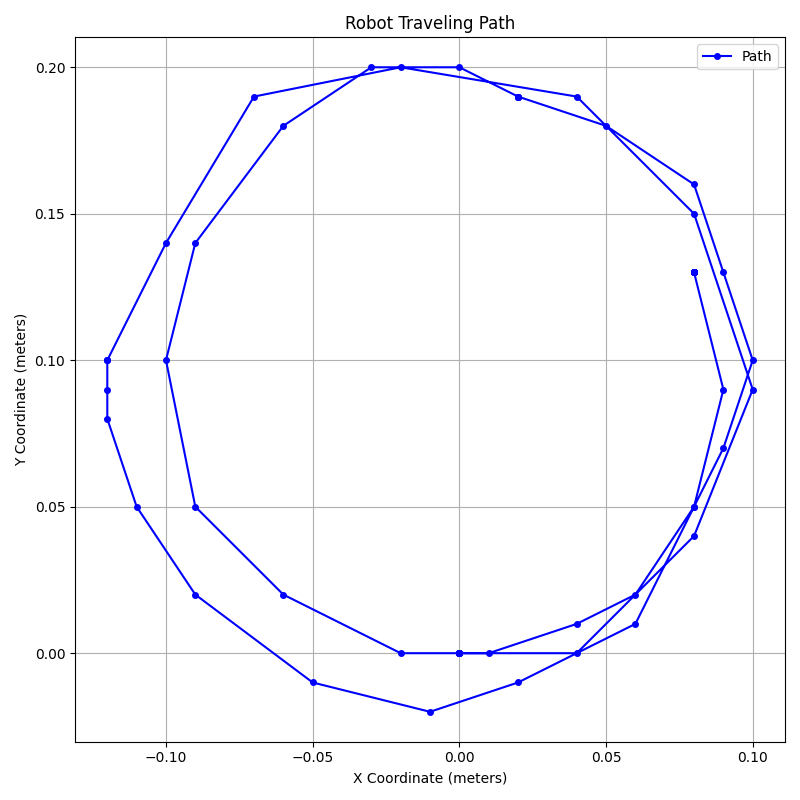 Robot Traveling Path
Path
0.20
0.15
0.10
0.05
0.00
Y Coordinate (meters)
−0.10 −0.05 0.00 0.05 0.10
X Coordinate (meters)